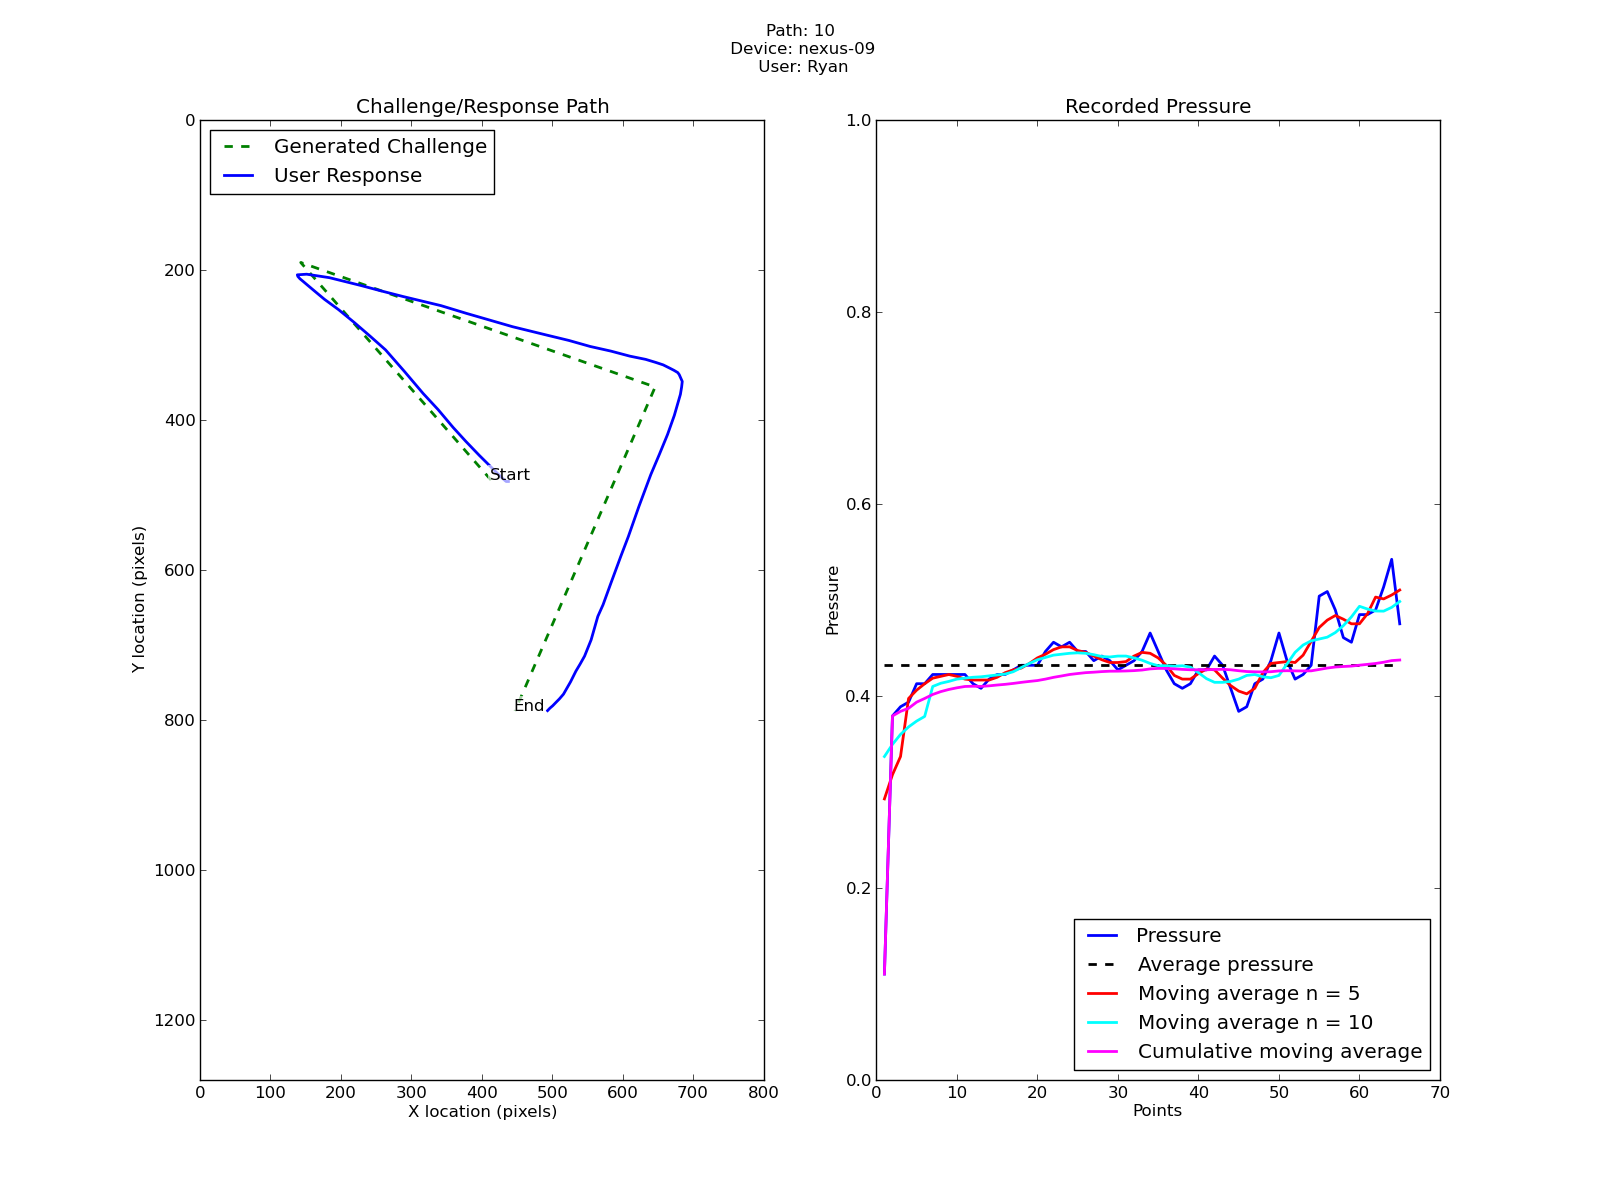 Path: 10
Device: nexus-09
User: Ryan
Challenge/Response Path
Generated Challenge
User Response
Start
End
0
200
400
600
800
1000
1200
Y location (pixels)
0 100 200 300 400 500 600 700 800
X location (pixels)
Recorded Pressure
1.0
0.8
0.6
0.4
0.2
0.0
Pressure
Pressure
Average pressure
Moving average n = 5
Moving average n = 10
Cumulative moving average
0 10 20 30 40 50 60 70
Points